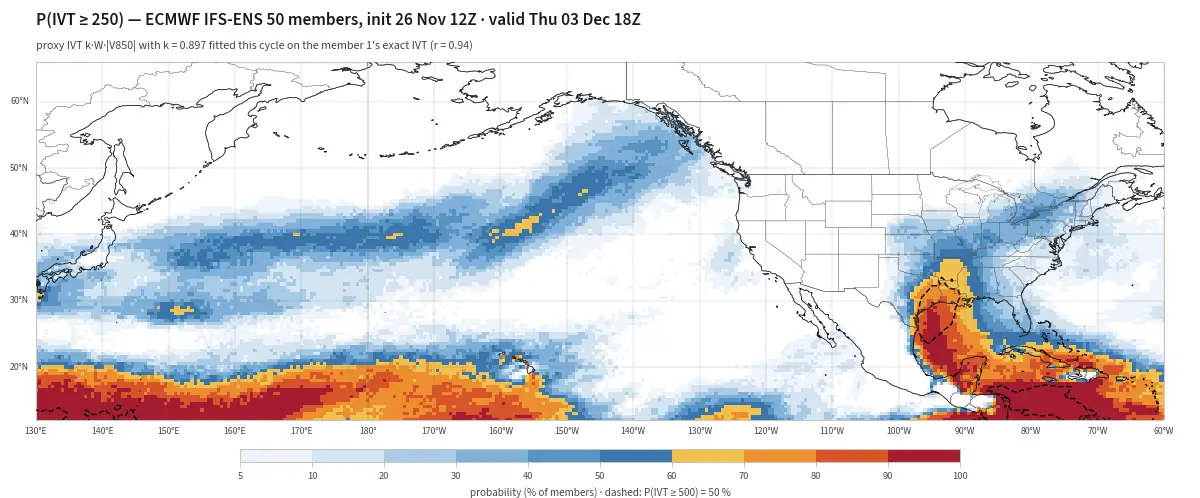 P(IVT ≥ 250) — ECMWF IFS-ENS 50 members, init 26 Nov 12Z · valid Thu 03 Dec 18Z
proxy IVT k·W·|V850| with k = 0.897 fitted this cycle on the member 1's exact IVT (r = 0.94)
60°N
50°N
40°N
30°N
20°N
130°E 140°E 150°E 160°E 170°E 180° 170°W 160°W 150°W 140°W 130°W 120°W 110°W 100°W 90°W 80°W 70°W 60°W
5 10 20 30 40 50 60 70 80 90 100
probability (% of members) · dashed: P(IVT ≥ 500) = 50 %